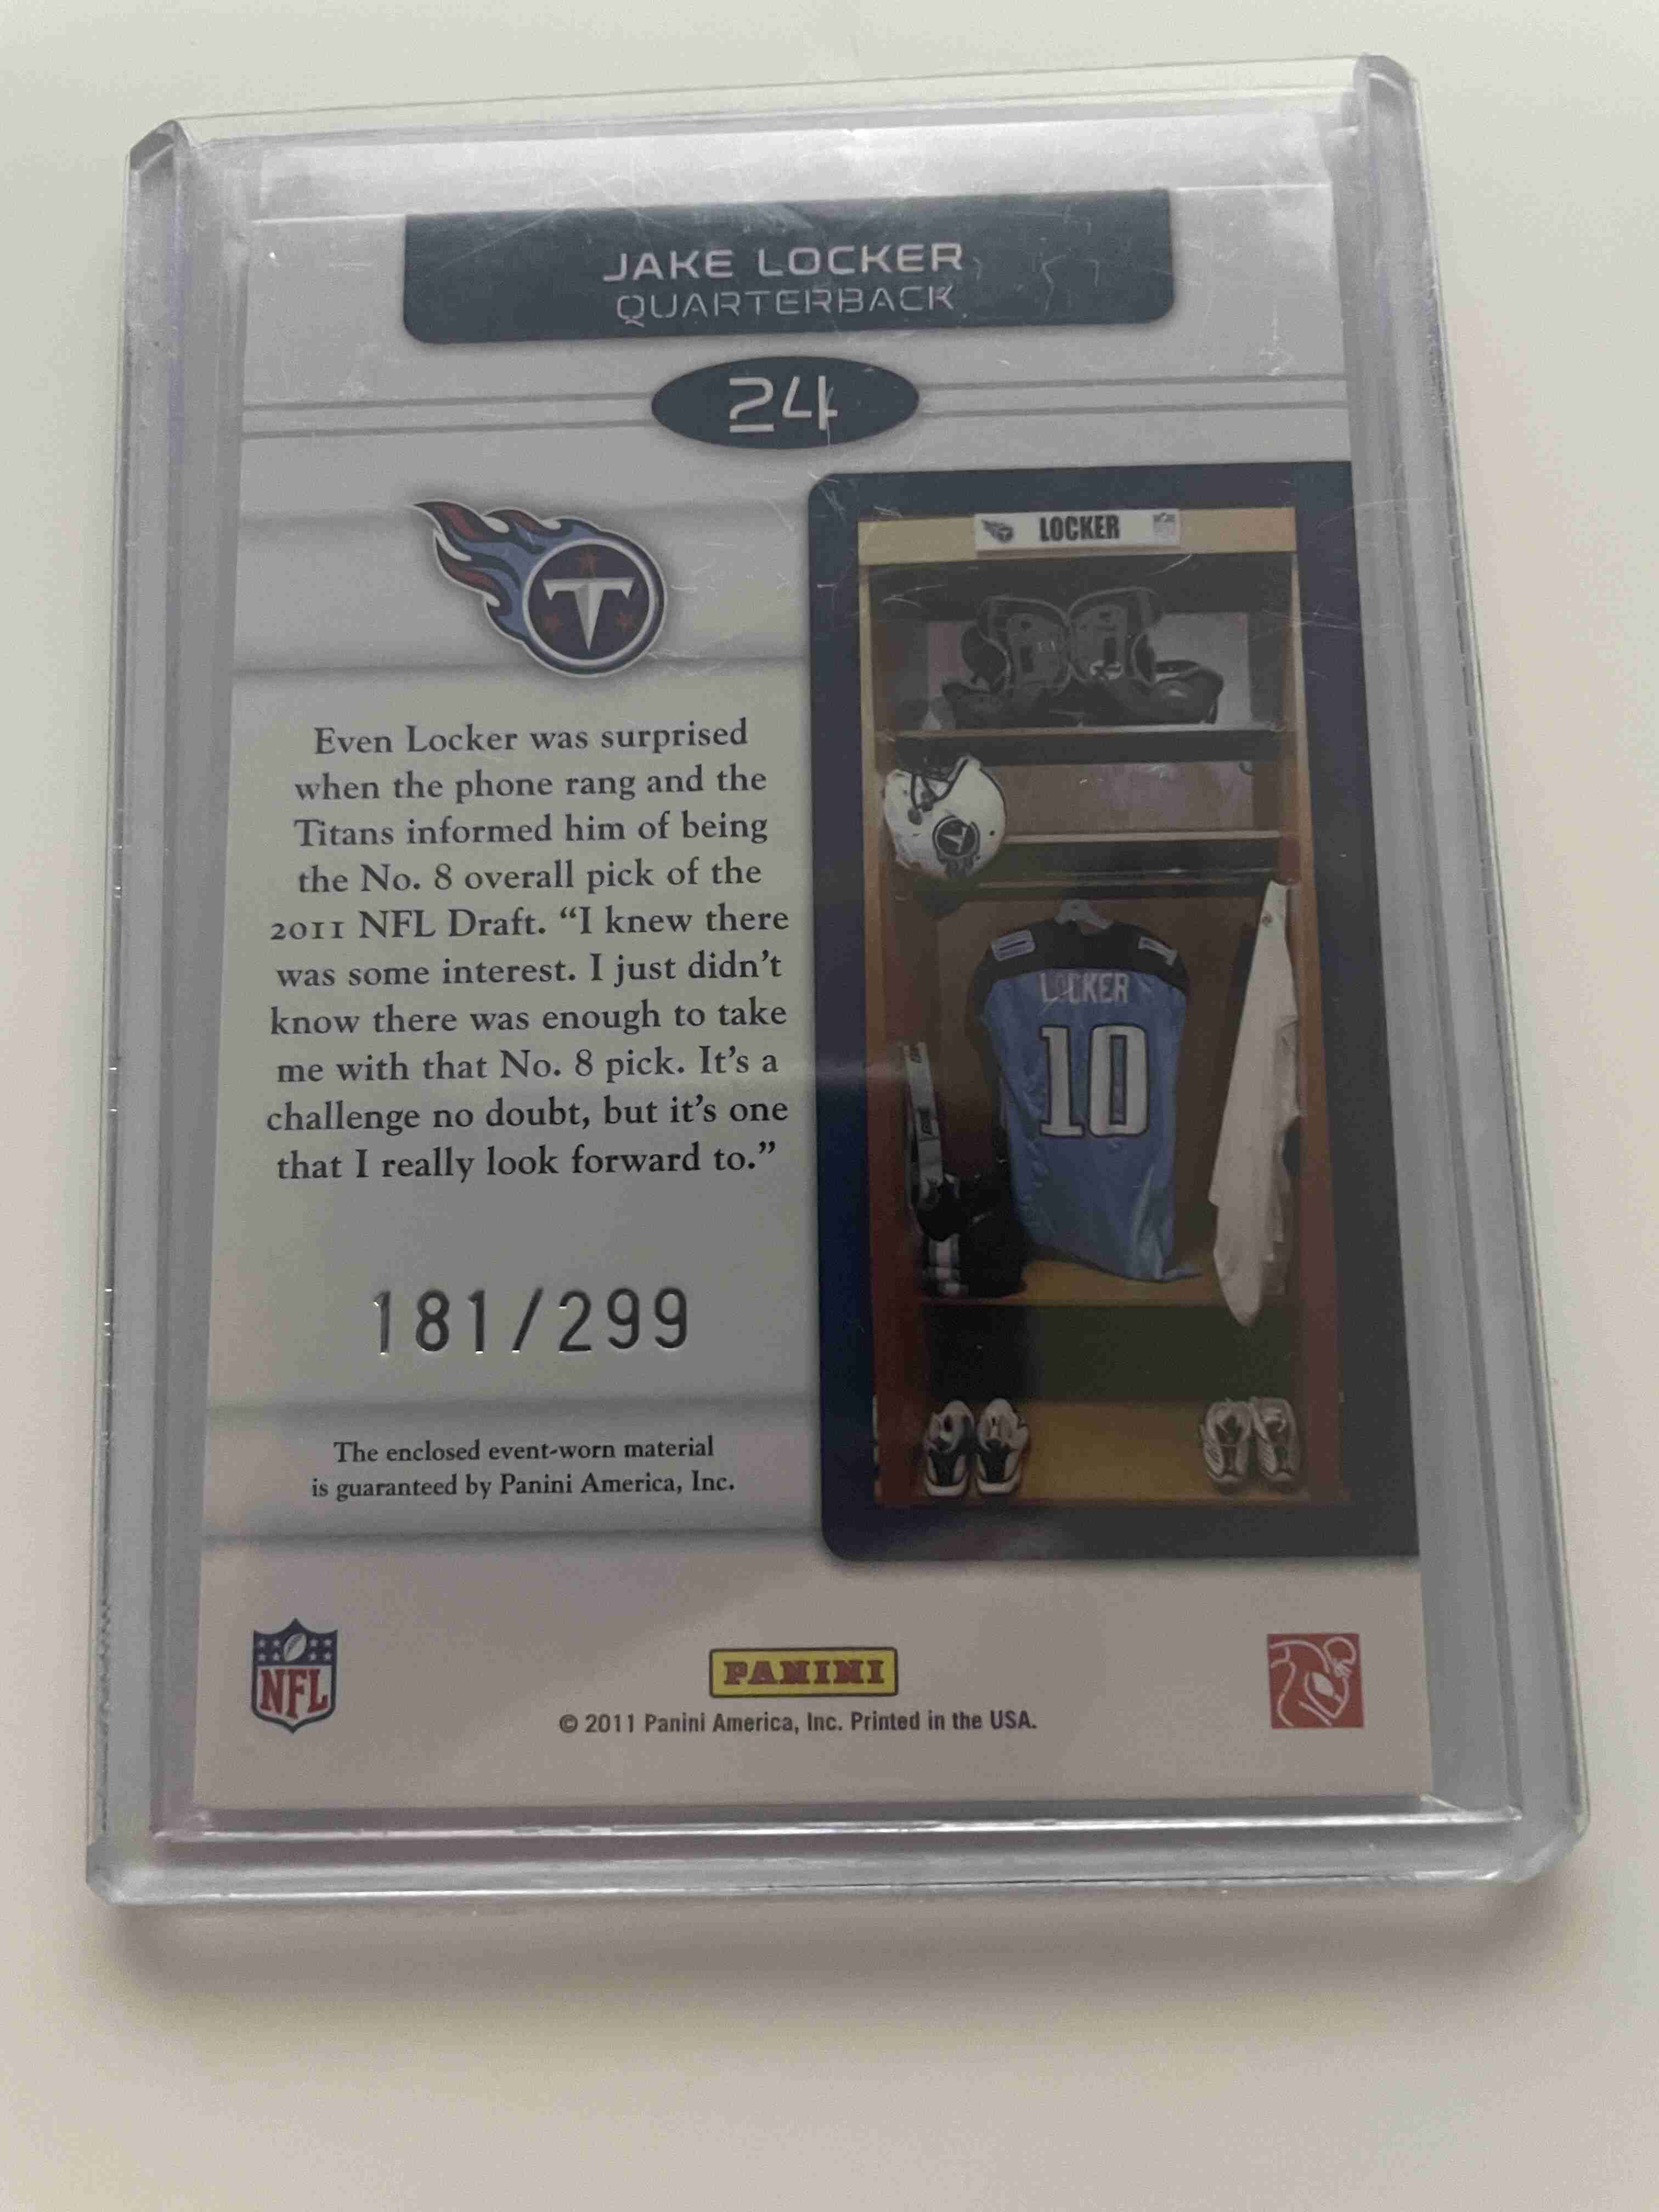 JAKE LOCKER
QUARTERBACK
24
T
LOCKER
Even Locker was surprised
when the phone rang and the
Titans informed him of being
the No. 8 overall pick of the
2011 NFL Draft. “I knew there
was some interest. I just didn’t
know there was enough to take
me with that No. 8 pick. It’s a
challenge no doubt, but it’s one
that I really look forward to.”
LOCKER
10
181/299
The enclosed event-worn material
is guaranteed by Panini America, Inc.
NFL
PANINI
© 2011 Panini America, Inc. Printed in the USA.